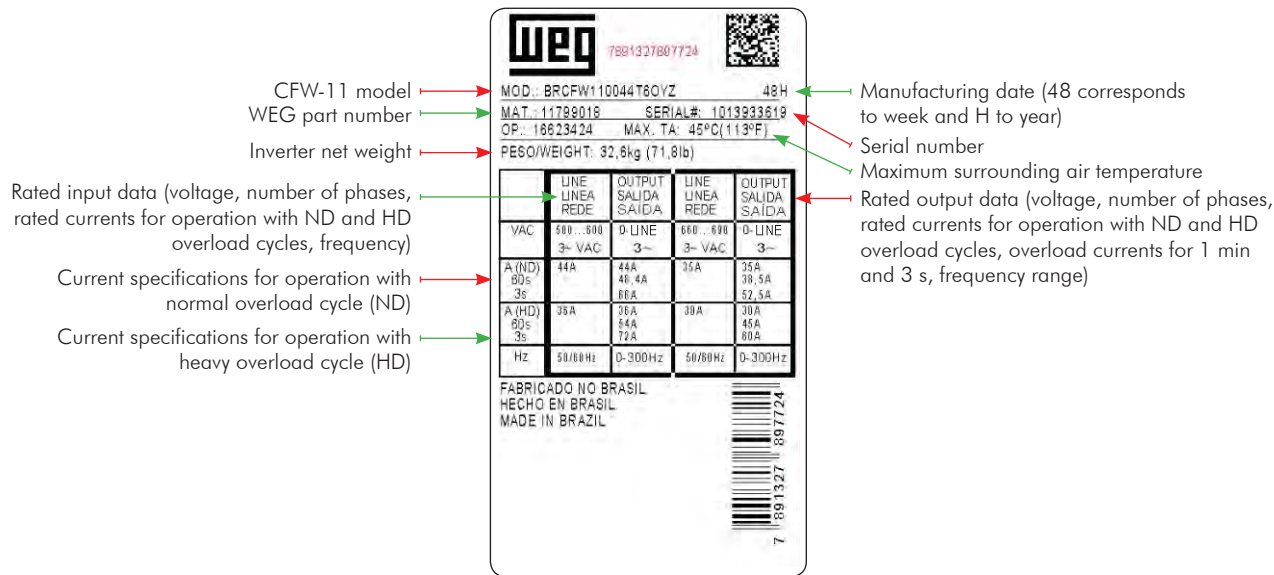 weg
7891327897724
CFW-11 model
MOD.: BRCFW110044T6OYZ 48H
Manufacturing date (48 corresponds
to week and H to year)
WEG part number
MAT.: 11799018 SERIAL#: 1013933619
Serial number
OP.: 16623424 MAX. TA: 45°C(113°F)
Maximum surrounding air temperature
Inverter net weight
PESO/WEIGHT: 32,6kg (71,8lb)
Rated input data (voltage, number of phases,
rated currents for operation with ND and HD
overload cycles, frequency)
Rated output data (voltage, number of phases,
rated currents for operation with ND and HD
overload cycles, overload currents for 1 min
and 3 s, frequency range)
LINE OUTPUT LINE OUTPUT
LINEA SALIDA LINEA SALIDA
REDE SAÍDA REDE SAÍDA
VAC 500...600 0-LINE 660...690 0-LINE
3~ VAC 3~ 3~ VAC 3~
Current specifications for operation with
normal overload cycle (ND)
A (ND) 44A 44A 35A 35A
60s 48,4A 38,5A
3s 66A 52,5A
Current specifications for operation with
heavy overload cycle (HD)
A (HD) 36A 36A 30A 30A
60s 54A 45A
3s 72A 60A
Hz 50/60Hz 0-300Hz 50/60Hz 0-300Hz
FABRICADO NO BRASIL
HECHO EN BRASIL
MADE IN BRAZIL
7 891327 897724